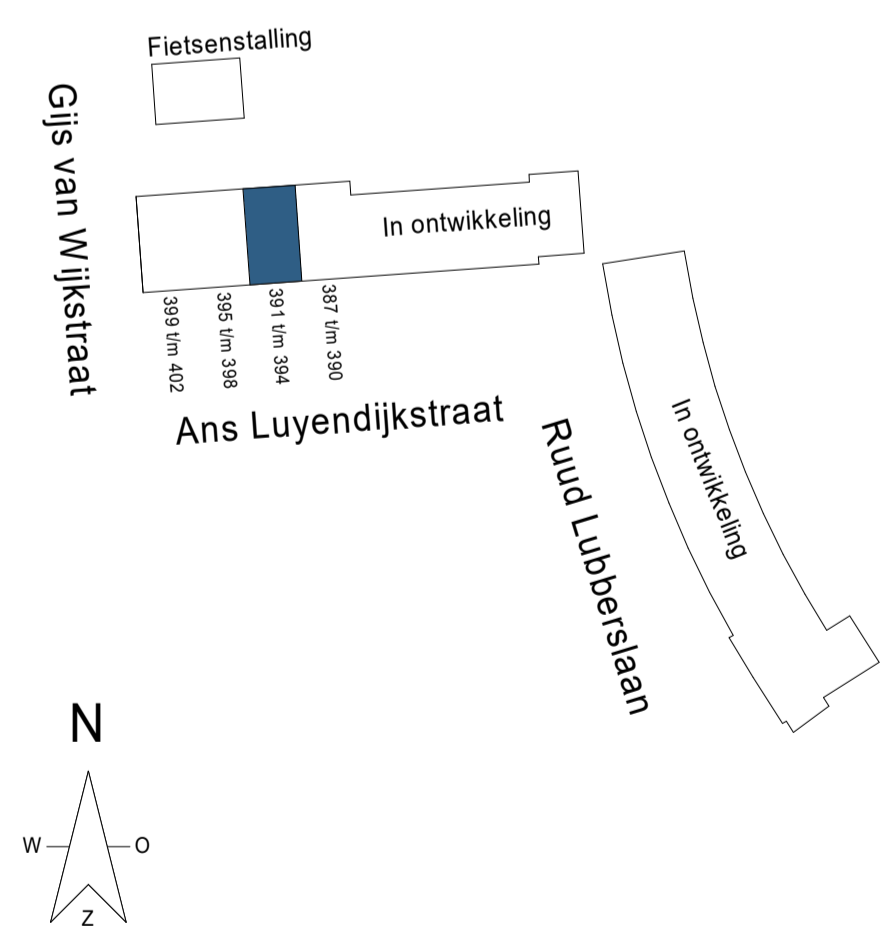 Fietsenstalling
Gijs van Wijkstraat
In ontwikkeling
399 t/m 402
395 t/m 398
391 t/m 394
387 t/m 390
Ans Luyendijkstraat
In ontwikkeling
Ruud Lubberslaan
N
W
O
Z